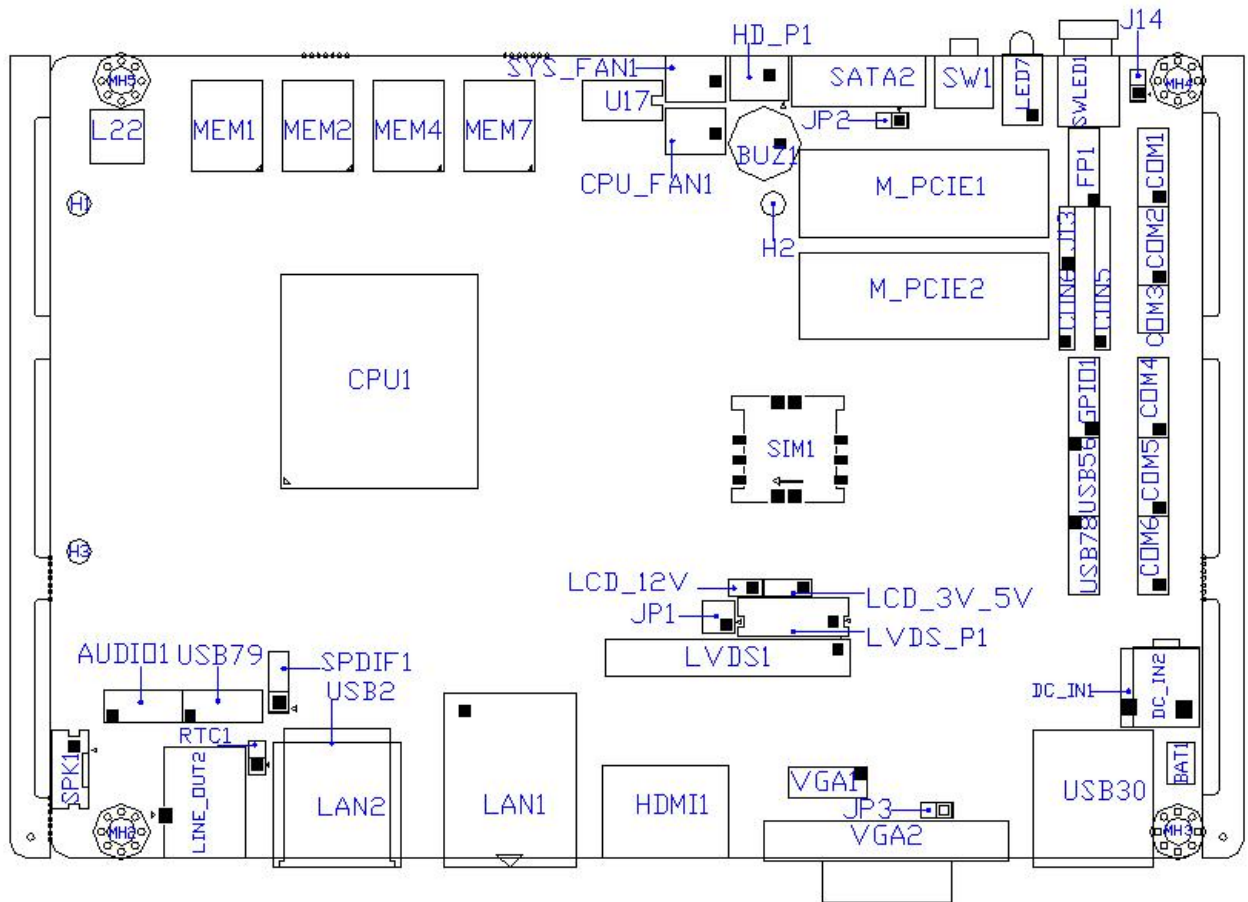 J14
HD_P1
SYS_FAN1
MH5
SATA2
SW1
LED7
SWLED1
MH4
U17
L22
MEM1
MEM2
MEM4
MEM7
JP2
BUZ1
CPU_FAN1
FP1
COM1
M_PCIE1
H1
H2
J13
COM2
M_PCIE2
CON6
CON5
COM3
CPU1
GPIO1
COM4
SIM1
USB56
COM5
H3
USB78
COM6
LCD_12V
LCD_3V_5V
JP1
LVDS_P1
LVDS1
AUDIO1
USB79
SPDIF1
USB2
DC_IN1
DC_IN2
RTC1
SPK1
LINE_OUT2
LAN2
LAN1
HDMI1
VGA1
JP3
VGA2
USB30
BAT1
MH2
MH3